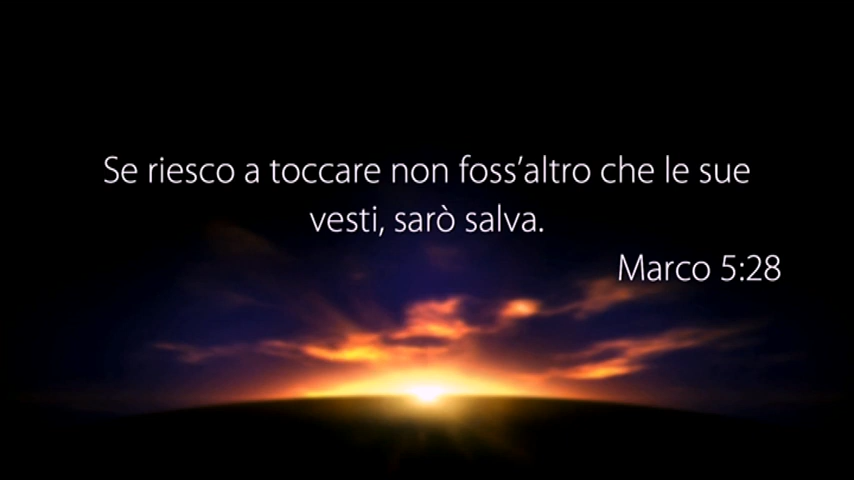 Se riesco a toccare non foss’altro che le sue
vesti, sarò salva.
Marco 5:28